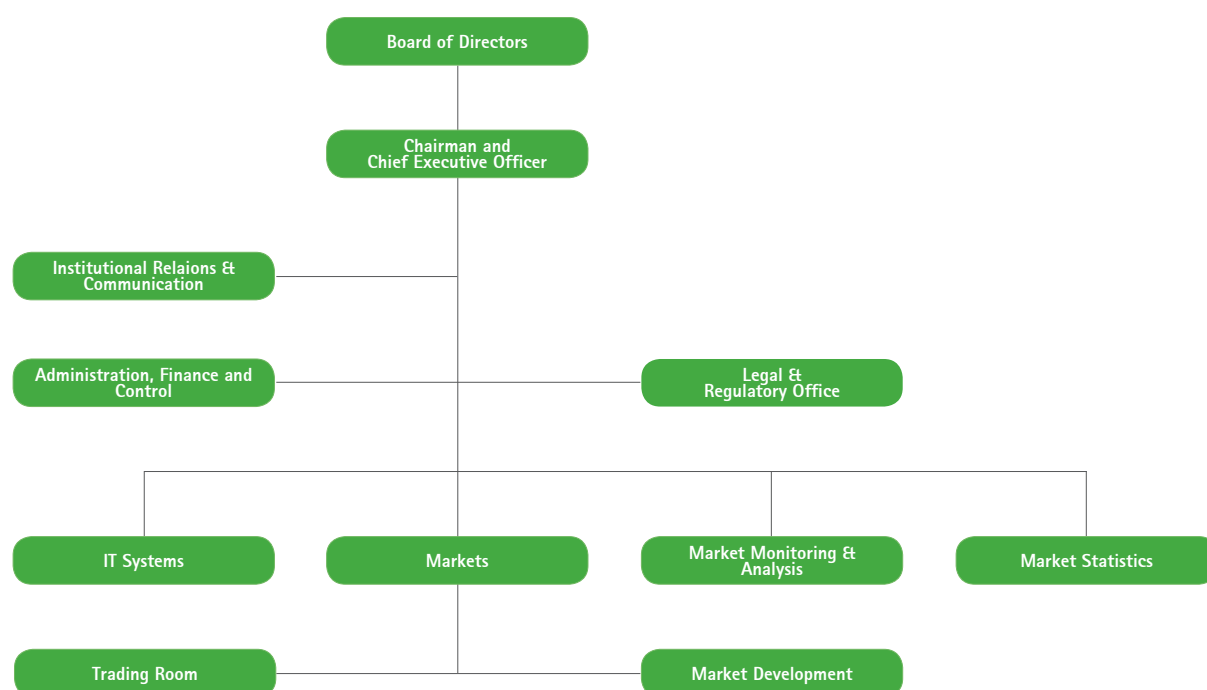 Board of Directors
Chairman and
Chief Executive Officer
Institutional Relaions &
Communication
Administration, Finance and
Control
Legal &
Regulatory Office
IT Systems
Markets
Market Monitoring &
Analysis
Market Statistics
Trading Room
Market Development